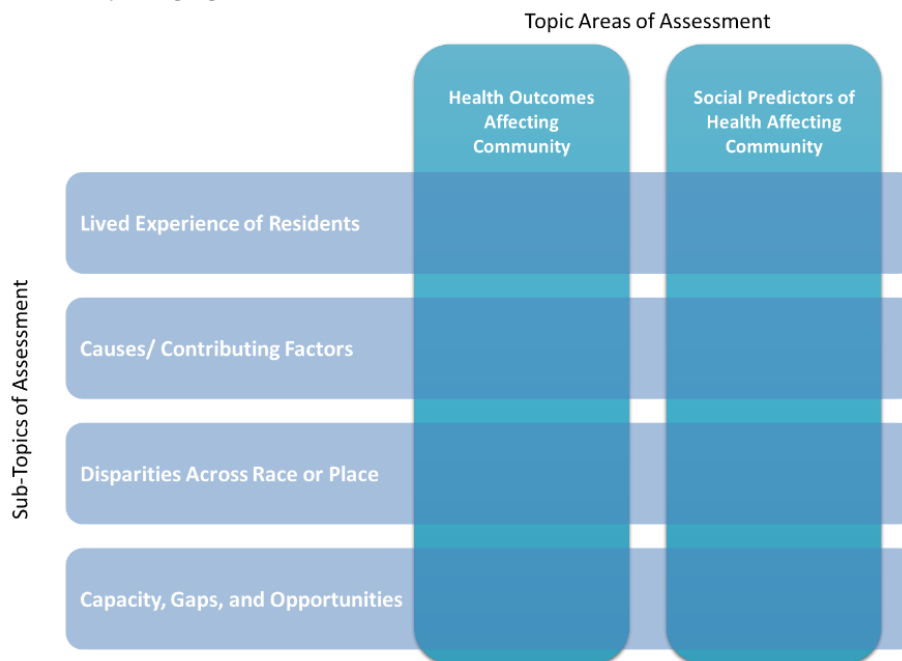 Topic Areas of Assessment
Health Outcomes
Affecting
Community
Social Predictors of
Health Affecting
Community
Lived Experience of Residents
Causes/ Contributing Factors
Disparities Across Race or Place
Capacity, Gaps, and Opportunities
Sub-Topics of Assessment